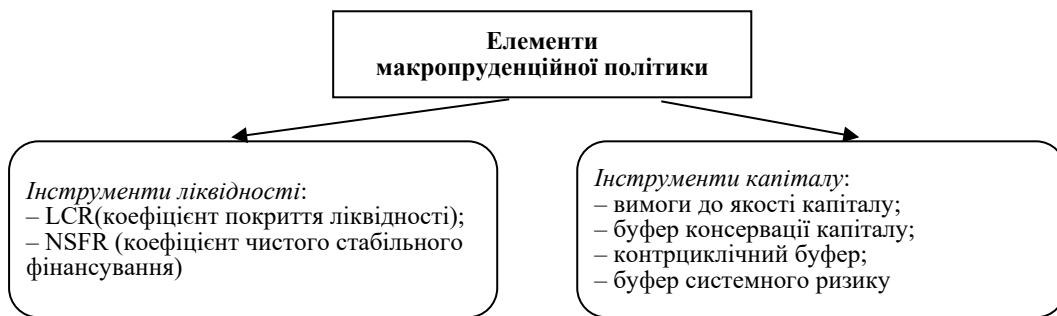 Елементи
макропруденційної політики
Інструменти ліквідності:
– LCR(коефіцієнт покриття ліквідності);
– NSFR (коефіцієнт чистого стабільного
фінансування)
Інструменти капіталу:
– вимоги до якості капіталу;
– буфер консервації капіталу;
– контрциклічний буфер;
– буфер системного ризику